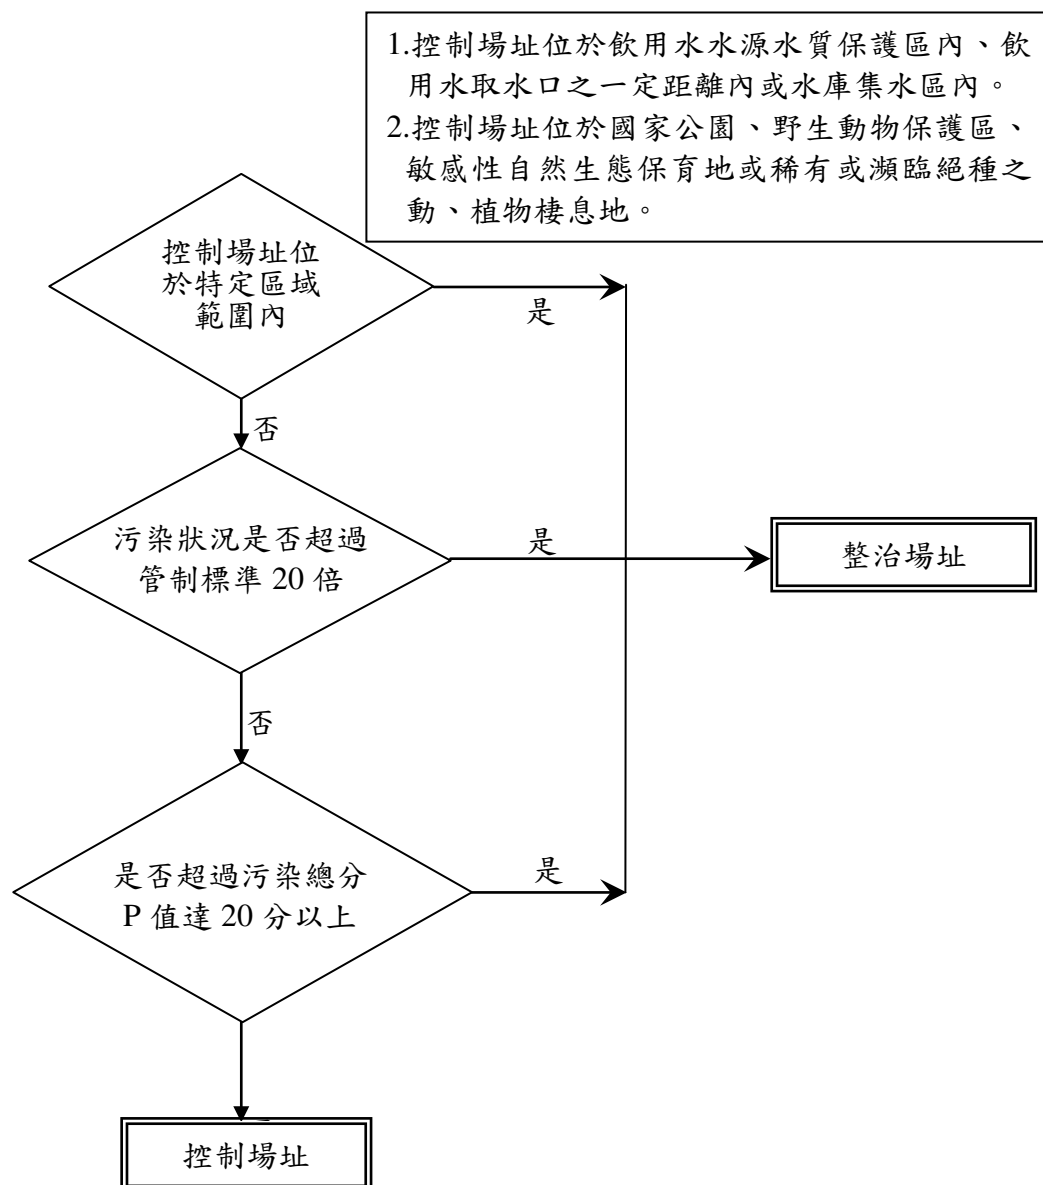 1.控制場址位於飲用水水源水質保護區內、飲
用水取水口之一定距離內或水庫集水區內。
2.控制場址位於國家公園、野生動物保護區、
敏感性自然生態保育地或稀有或瀕臨絕種之
動、植物棲息地。
控制場址位
於特定區域
範圍內
是
否
污染狀況是否超過
管制標準 20 倍
是
整治場址
否
是否超過污染總分
P 值達 20 分以上
是
控制場址